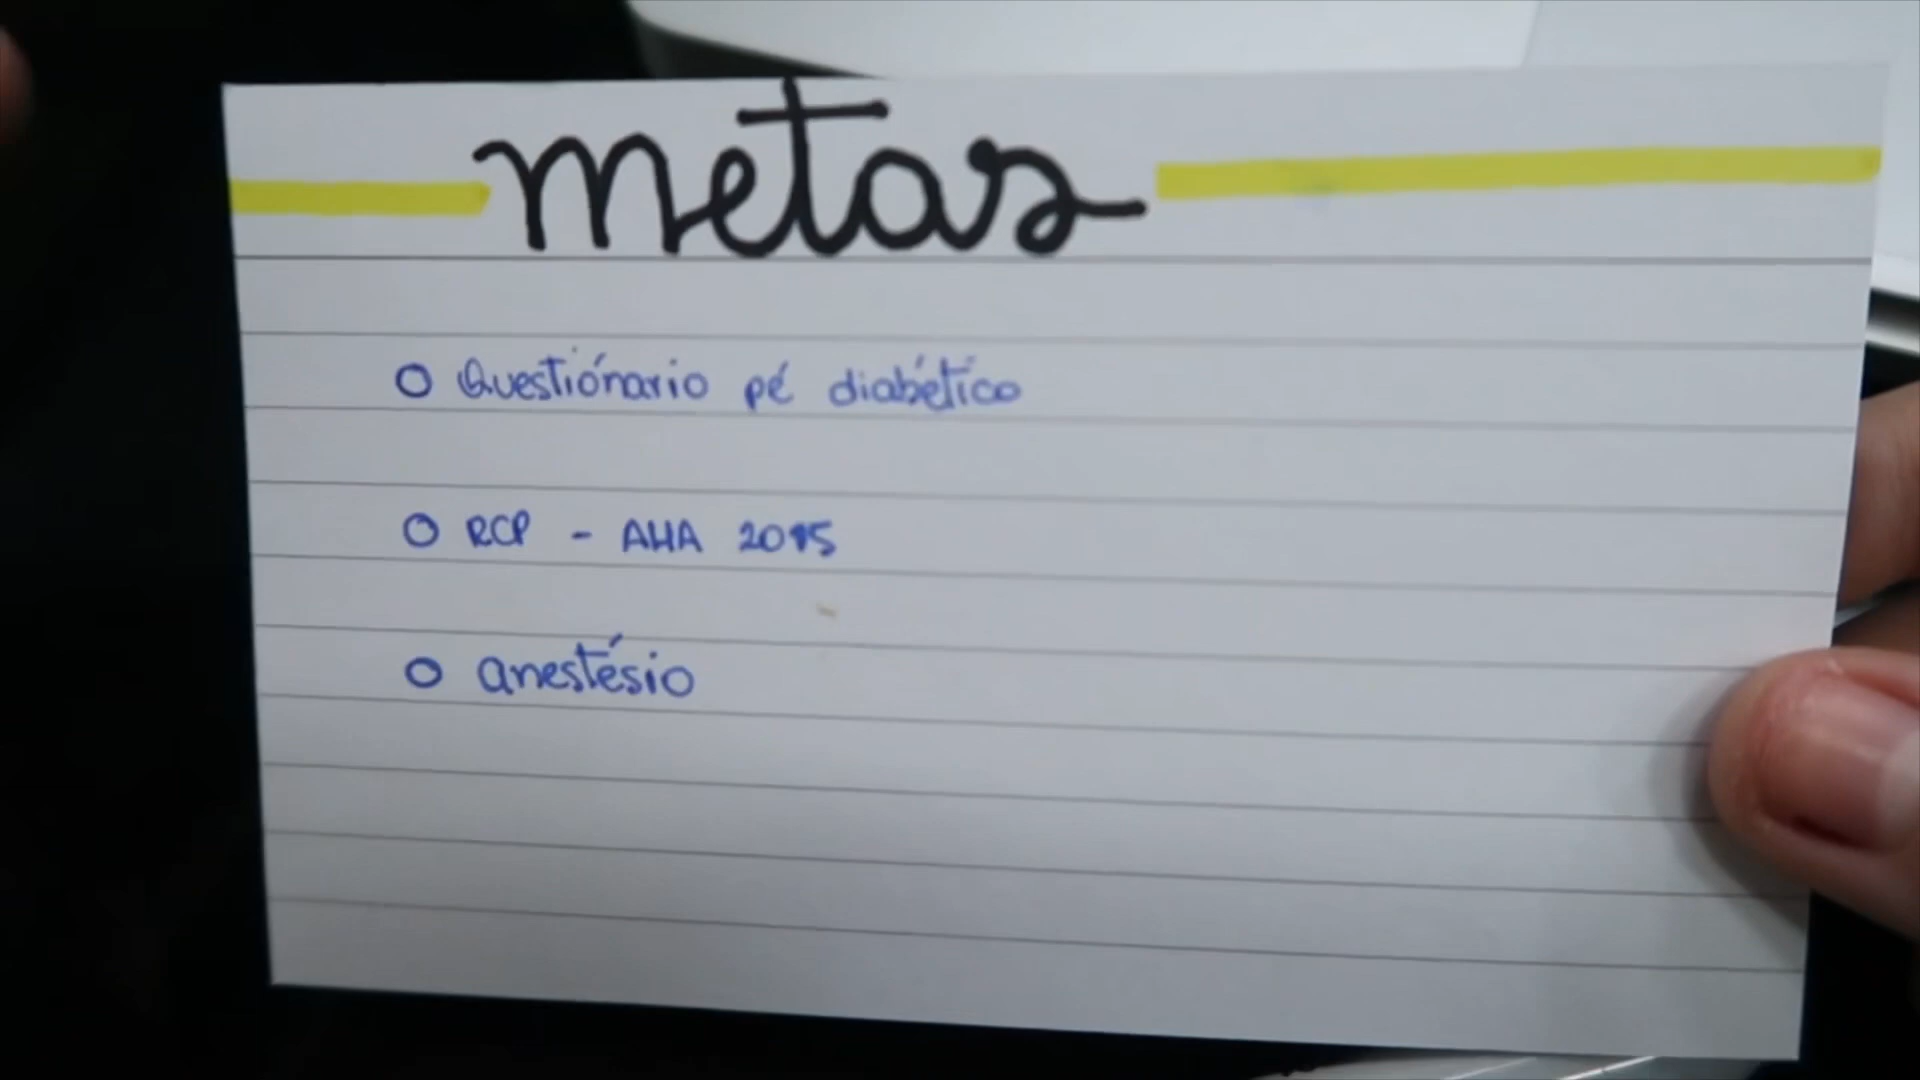 metas
O Questiónario pé diabético
O RCP - AHA 2015
O anestésio